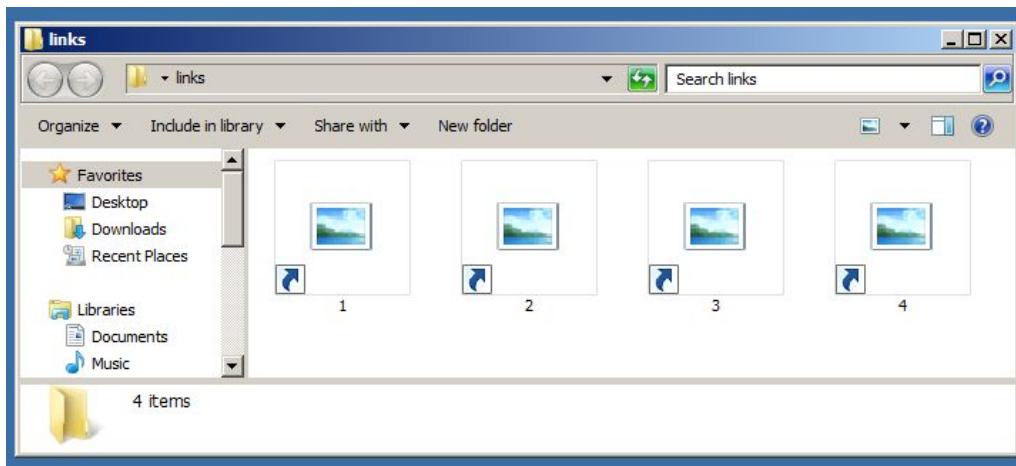 links
links
Search links
Organize Include in library Share with New folder
Favorites
Desktop
Downloads
Recent Places
Libraries
Documents
Music
1 2 3 4
4 items